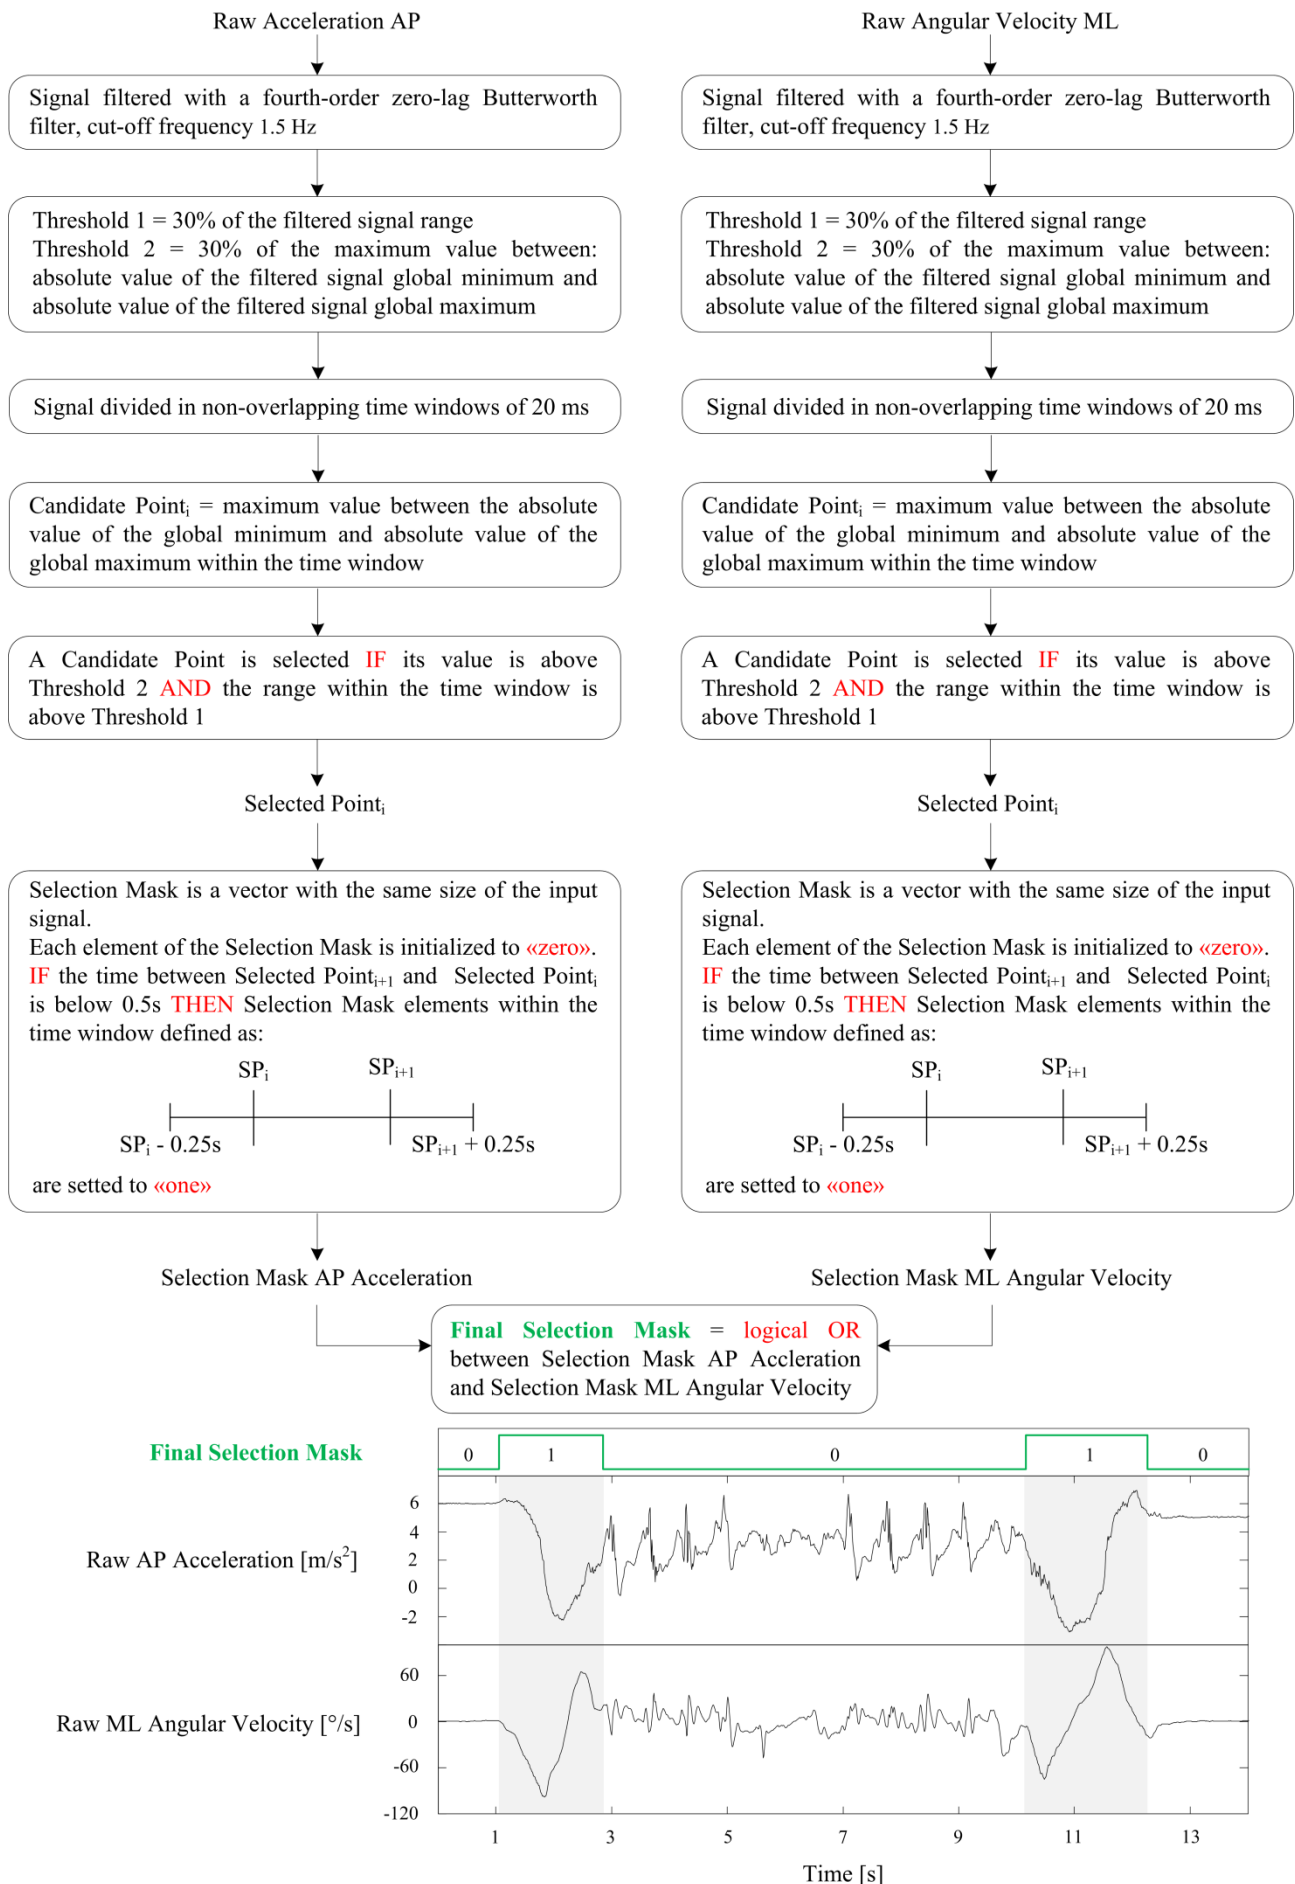 Raw Acceleration AP
Signal filtered with a fourth-order zero-lag Butterworth
filter, cut-off frequency 1.5 Hz
Threshold 1 = 30% of the filtered signal range
Threshold 2 = 30% of the maximum value between:
absolute value of the filtered signal global minimum and
absolute value of the filtered signal global maximum
Signal divided in non-overlapping time windows of 20 ms
Candidate Pointᵢ = maximum value between the absolute
value of the global minimum and absolute value of the
global maximum within the time window
A Candidate Point is selected IF its value is above
Threshold 2 AND the range within the time window is
above Threshold 1
Selected Pointᵢ
Selection Mask is a vector with the same size of the input
signal.
Each element of the Selection Mask is initialized to «zero».
IF the time between Selected Pointᵢ₊₁ and Selected Pointᵢ
is below 0.5s THEN Selection Mask elements within the
time window defined as:
SPᵢ SPᵢ₊₁
SPᵢ - 0.25s SPᵢ₊₁ + 0.25s
are setted to «one»
Selection Mask AP Acceleration
Raw Angular Velocity ML
Signal filtered with a fourth-order zero-lag Butterworth
filter, cut-off frequency 1.5 Hz
Threshold 1 = 30% of the filtered signal range
Threshold 2 = 30% of the maximum value between:
absolute value of the filtered signal global minimum and
absolute value of the filtered signal global maximum
Signal divided in non-overlapping time windows of 20 ms
Candidate Pointᵢ = maximum value between the absolute
value of the global minimum and absolute value of the
global maximum within the time window
A Candidate Point is selected IF its value is above
Threshold 2 AND the range within the time window is
above Threshold 1
Selected Pointᵢ
Selection Mask is a vector with the same size of the input
signal.
Each element of the Selection Mask is initialized to «zero».
IF the time between Selected Pointᵢ₊₁ and Selected Pointᵢ
is below 0.5s THEN Selection Mask elements within the
time window defined as:
SPᵢ SPᵢ₊₁
SPᵢ - 0.25s SPᵢ₊₁ + 0.25s
are setted to «one»
Selection Mask ML Angular Velocity
Final Selection Mask = logical OR
between Selection Mask AP Accleration
and Selection Mask ML Angular Velocity
Final Selection Mask
0 1 0 1 0
Raw AP Acceleration [m/s²]
6
4
2
0
-2
Raw ML Angular Velocity [°/s]
60
0
-60
-120
1 3 5 7 9 11 13
Time [s]